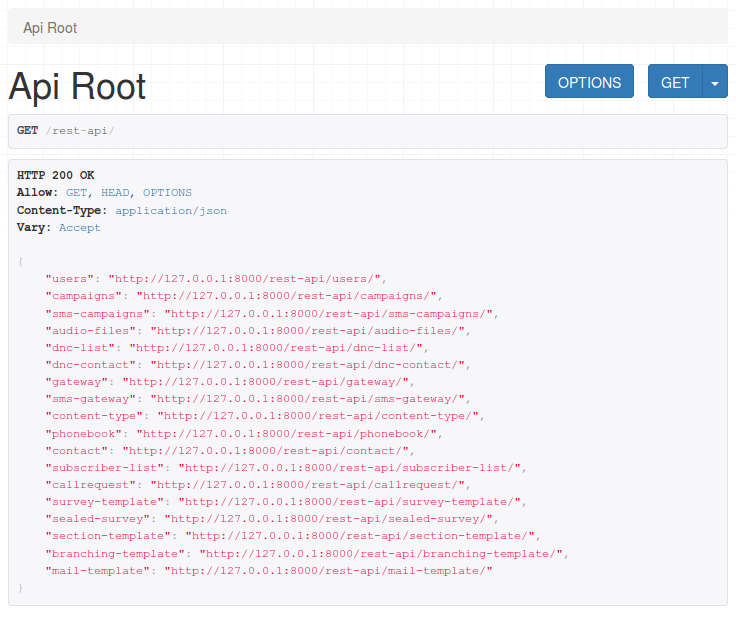 Api Root
Api Root
OPTIONS
GET
GET /rest-api/
HTTP 200 OK
Allow: GET, HEAD, OPTIONS
Content-Type: application/json
Vary: Accept
{
    "users": "http://127.0.0.1:8000/rest-api/users/",
    "campaigns": "http://127.0.0.1:8000/rest-api/campaigns/",
    "sms-campaigns": "http://127.0.0.1:8000/rest-api/sms-campaigns/",
    "audio-files": "http://127.0.0.1:8000/rest-api/audio-files/",
    "dnc-list": "http://127.0.0.1:8000/rest-api/dnc-list/",
    "dnc-contact": "http://127.0.0.1:8000/rest-api/dnc-contact/",
    "gateway": "http://127.0.0.1:8000/rest-api/gateway/",
    "sms-gateway": "http://127.0.0.1:8000/rest-api/sms-gateway/",
    "content-type": "http://127.0.0.1:8000/rest-api/content-type/",
    "phonebook": "http://127.0.0.1:8000/rest-api/phonebook/",
    "contact": "http://127.0.0.1:8000/rest-api/contact/",
    "subscriber-list": "http://127.0.0.1:8000/rest-api/subscriber-list/",
    "callrequest": "http://127.0.0.1:8000/rest-api/callrequest/",
    "survey-template": "http://127.0.0.1:8000/rest-api/survey-template/",
    "sealed-survey": "http://127.0.0.1:8000/rest-api/sealed-survey/",
    "section-template": "http://127.0.0.1:8000/rest-api/section-template/",
    "branching-template": "http://127.0.0.1:8000/rest-api/branching-template/",
    "mail-template": "http://127.0.0.1:8000/rest-api/mail-template/"
}